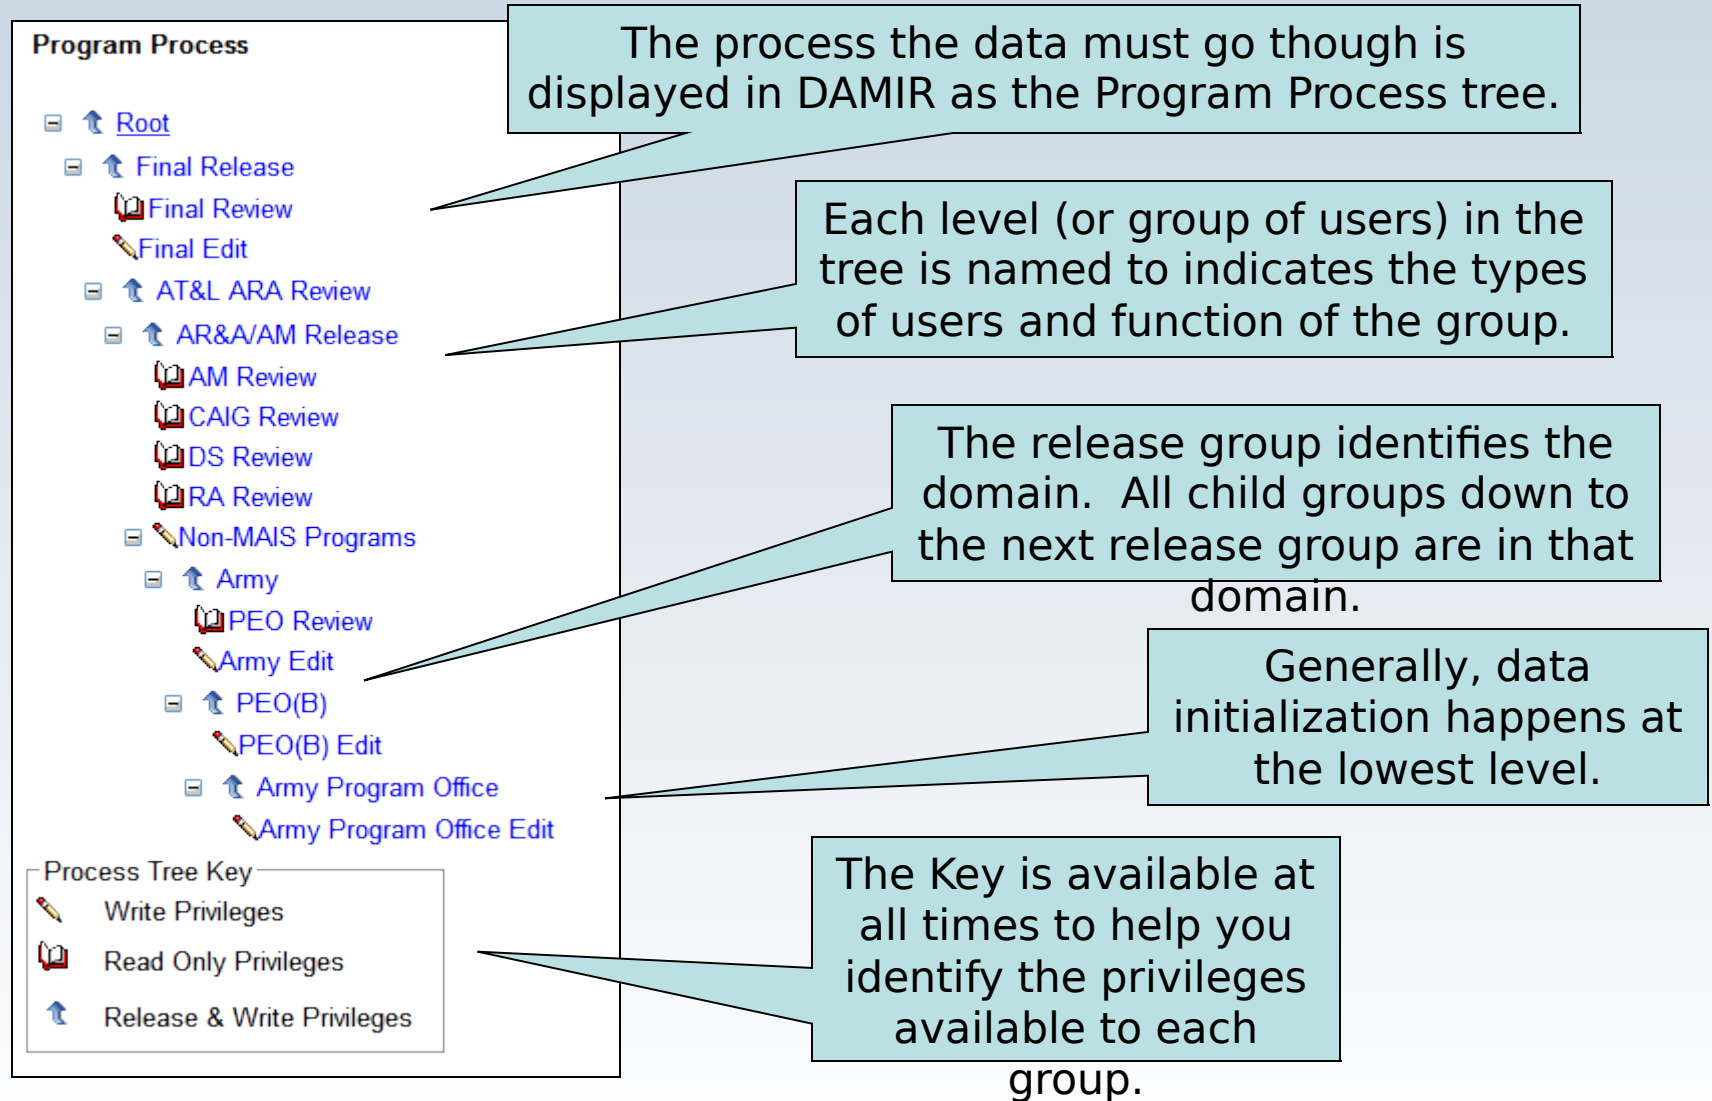 Program Process
Root
Final Release
Final Review
Final Edit
AT&L ARA Review
AR&A/AM Release
AM Review
CAIG Review
DS Review
RA Review
Non-MAIS Programs
Army
PEO Review
Army Edit
PEO(B)
PEO(B) Edit
Army Program Office
Army Program Office Edit
Process Tree Key
Write Privileges
Read Only Privileges
Release & Write Privileges
The process the data must go though is
displayed in DAMIR as the Program Process tree.
Each level (or group of users) in the
tree is named to indicates the types
of users and function of the group.
The release group identifies the
domain.  All child groups down to
the next release group are in that
domain.
Generally, data
initialization happens at
the lowest level.
The Key is available at
all times to help you
identify the privileges
available to each
group.